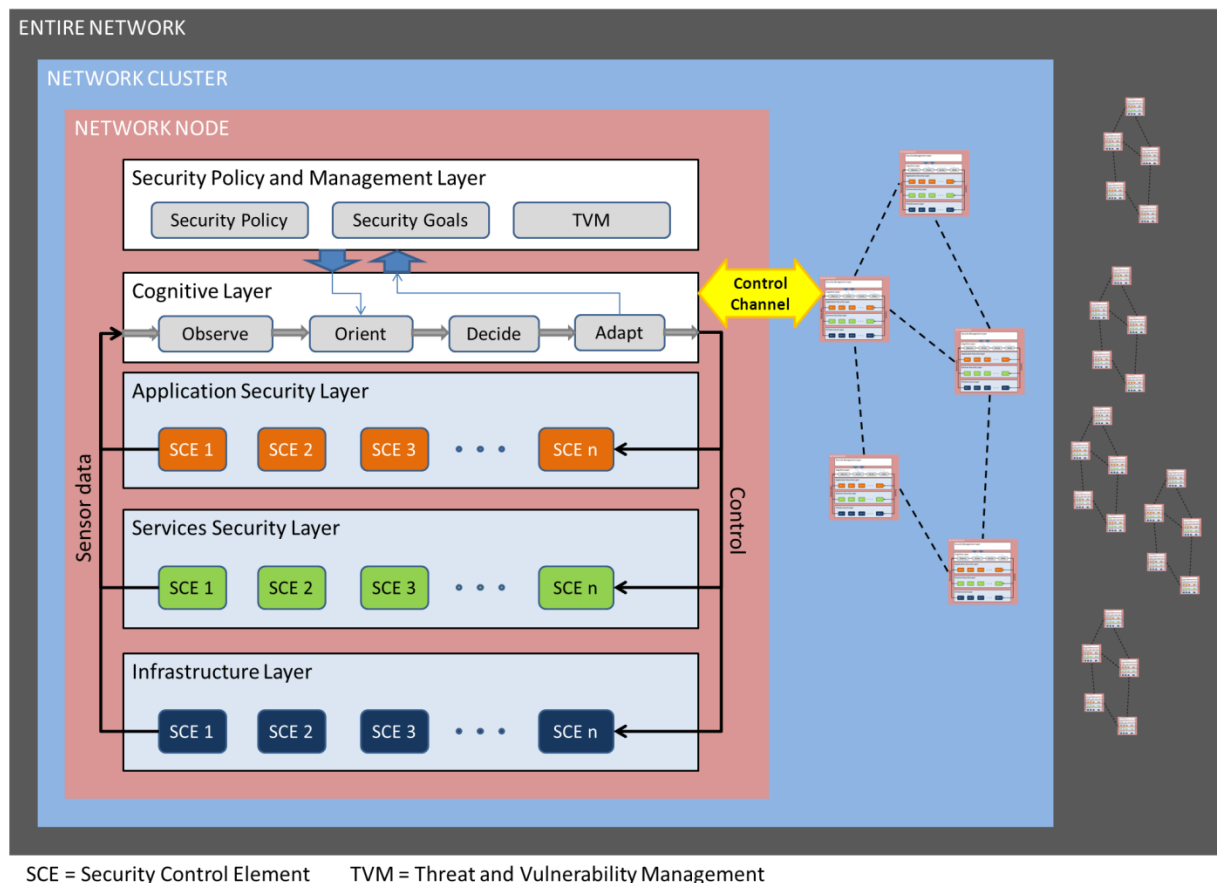 ENTIRE NETWORK
NETWORK CLUSTER
NETWORK NODE
Security Policy and Management Layer
Security Policy
Security Goals
TVM
Cognitive Layer
Observe
Orient
Decide
Adapt
Control
Channel
Application Security Layer
SCE 1
SCE 2
SCE 3
• • •
SCE n
Sensor data
Control
Services Security Layer
SCE 1
SCE 2
SCE 3
• • •
SCE n
Infrastructure Layer
SCE 1
SCE 2
SCE 3
• • •
SCE n
SCE = Security Control Element TVM = Threat and Vulnerability Management